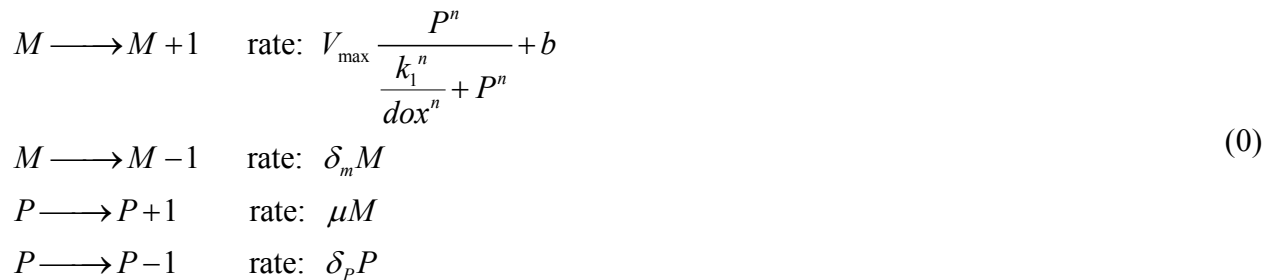 M ⟶ M +1 rate: V_max P^n / (k_1^n / dox^n + P^n) + b
(0)
M ⟶ M −1 rate: δ_m M
P ⟶ P+1 rate: μM
P ⟶ P−1 rate: δ_P P